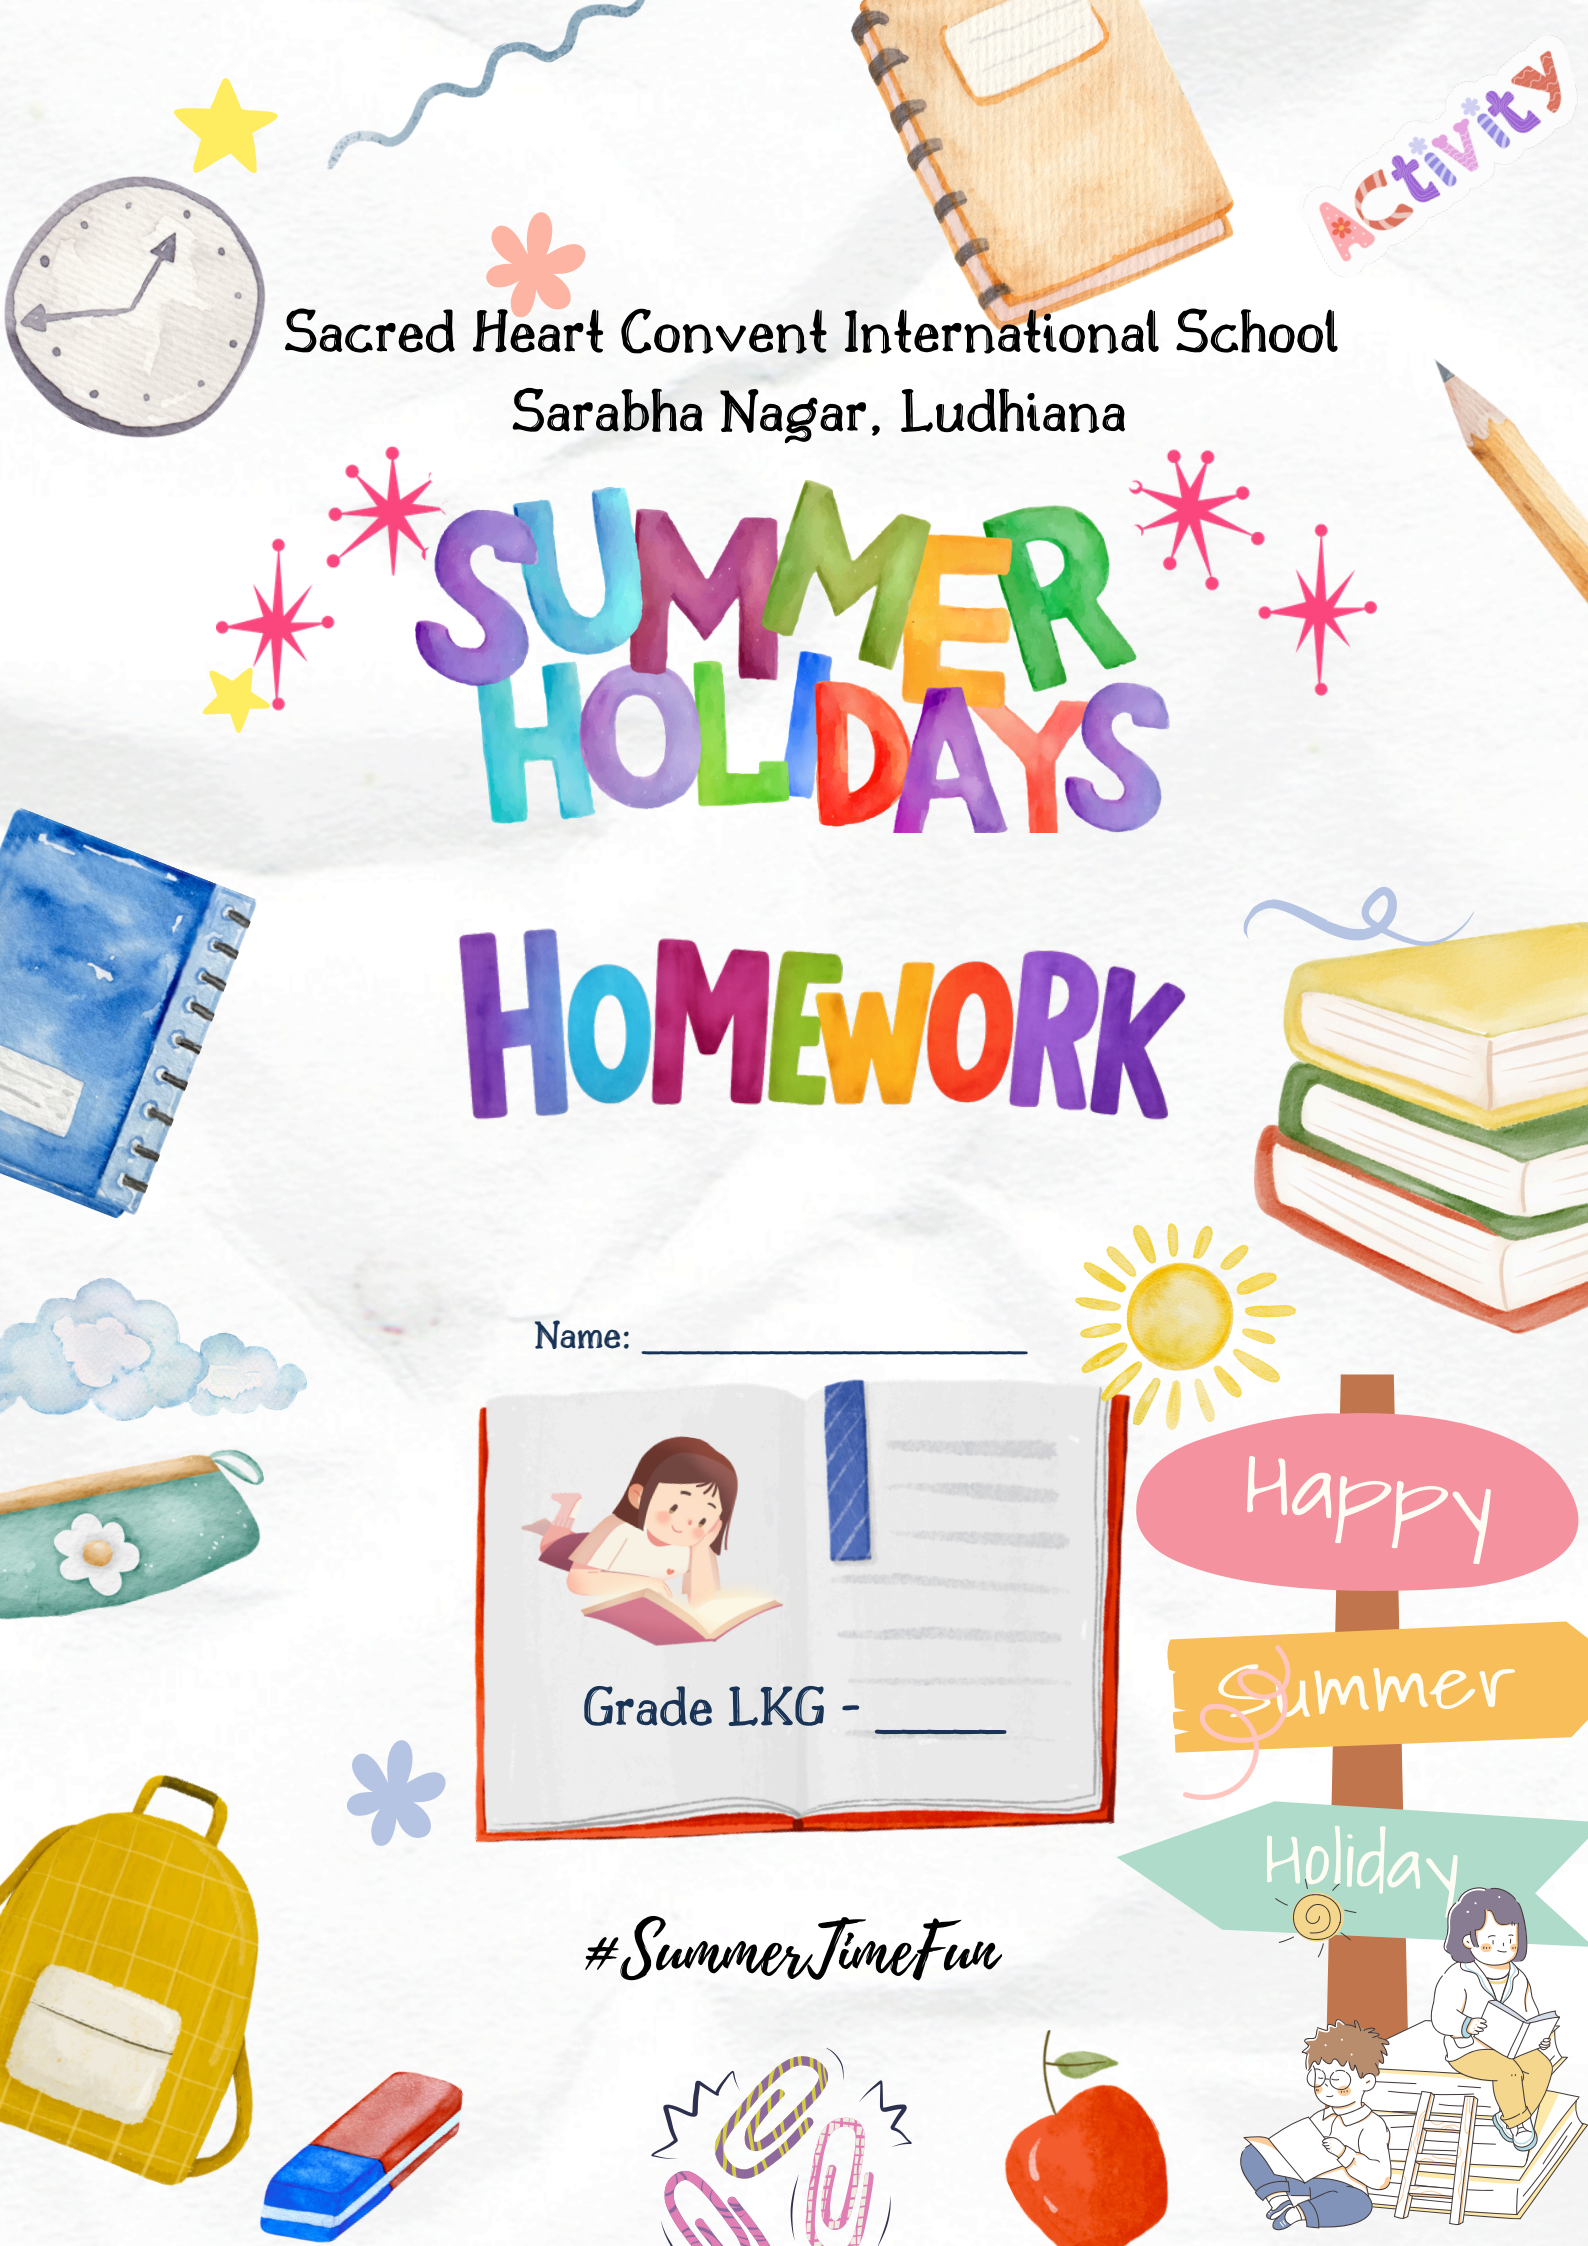 Activity
Sacred Heart Convent International School
Sarabha Nagar, Ludhiana
SUMMER
HOLIDAYS
HOMEWORK
Name: ____________________
Happy
Summer
Grade LKG - ______
Holiday
#SummerTimeFun